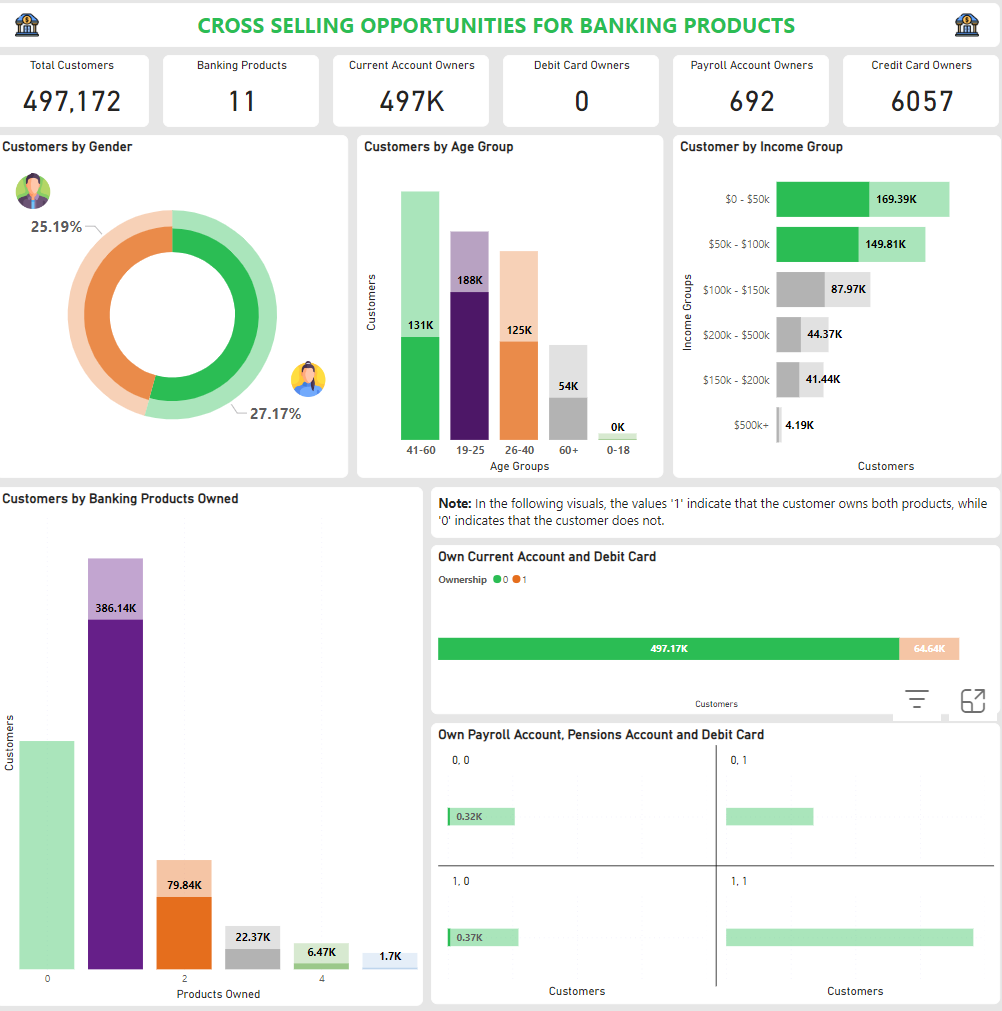 CROSS SELLING OPPORTUNITIES FOR BANKING PRODUCTS
Total Customers
497,172
Banking Products
11
Current Account Owners
497K
Debit Card Owners
0
Payroll Account Owners
692
Credit Card Owners
6057
Customers by Gender
25.19%
27.17%
Customers by Age Group
Customers
131K
188K
125K
54K
0K
41-60
19-25
26-40
60+
0-18
Age Groups
Customer by Income Group
Income Groups
$0 - $50k
169.39K
$50k - $100k
149.81K
$100k - $150k
87.97K
$200k - $500k
44.37K
$150k - $200k
41.44K
$500k+
4.19K
Customers
Customers by Banking Products Owned
Customers
386.14K
79.84K
22.37K
6.47K
1.7K
0
2
4
Products Owned
Note: In the following visuals, the values '1' indicate that the customer owns both products, while
'0' indicates that the customer does not.
Own Current Account and Debit Card
Ownership 0 1
497.17K
64.64K
Customers
Own Payroll Account, Pensions Account and Debit Card
0, 0
0.32K
0, 1
1, 0
0.37K
1, 1
Customers
Customers